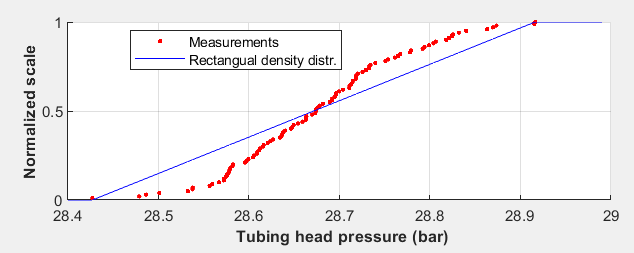 1
Measurements
Rectangual density distr.
Normalized scale
0.5
0
28.4 28.5 28.6 28.7 28.8 28.9 29
Tubing head pressure (bar)